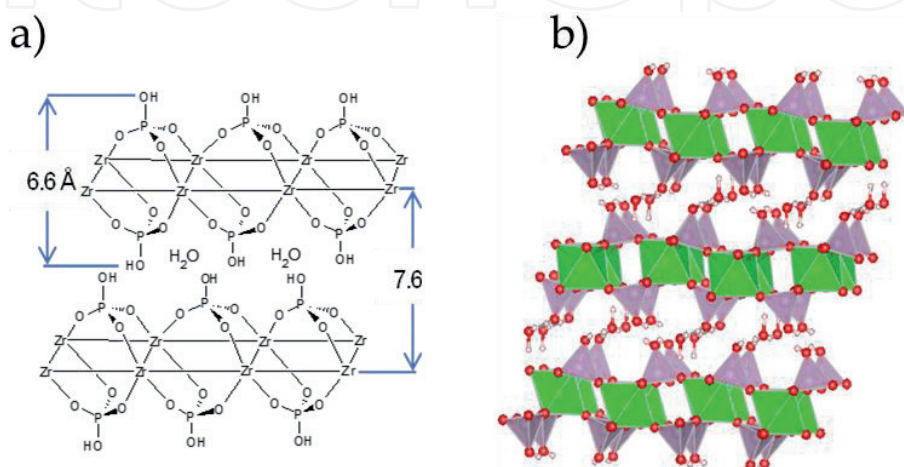 a)
b)
OH OH OH
P P P
O O O O O O O O O
Zr Zr Zr Zr
6.6 Å
Zr Zr Zr Zr
O O O
O P O O P O O P O
HO H₂O OH H₂O OH
OH OH HO
7.6
P P P
O O O O O O O O O
Zr Zr Zr Zr
Zr Zr Zr Zr
O O O
O P O O P O O P O
HO OH OH